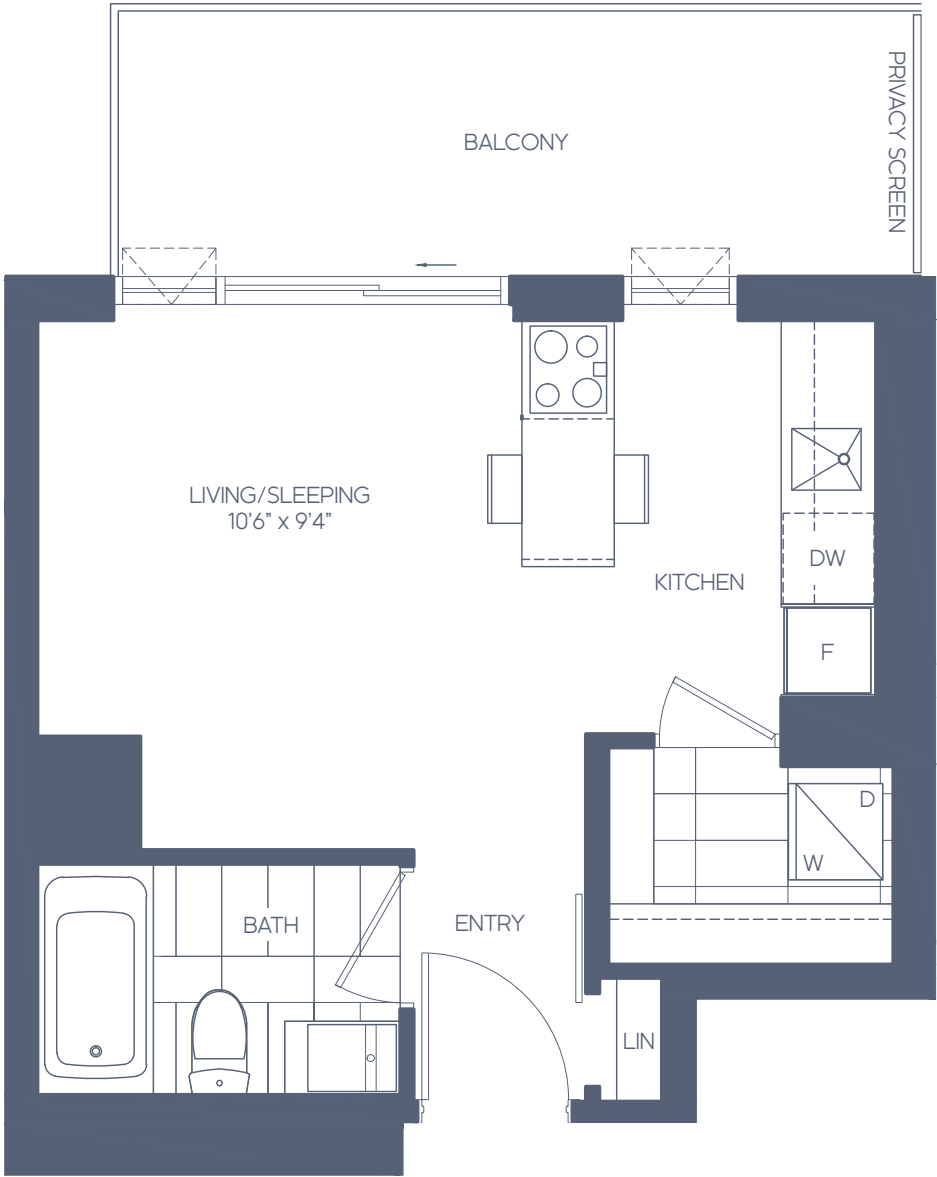 BALCONY
PRIVACY SCREEN
LIVING/SLEEPING
10'6” x 9'4”
DW
KITCHEN
F
D
W
BATH
ENTRY
LIN